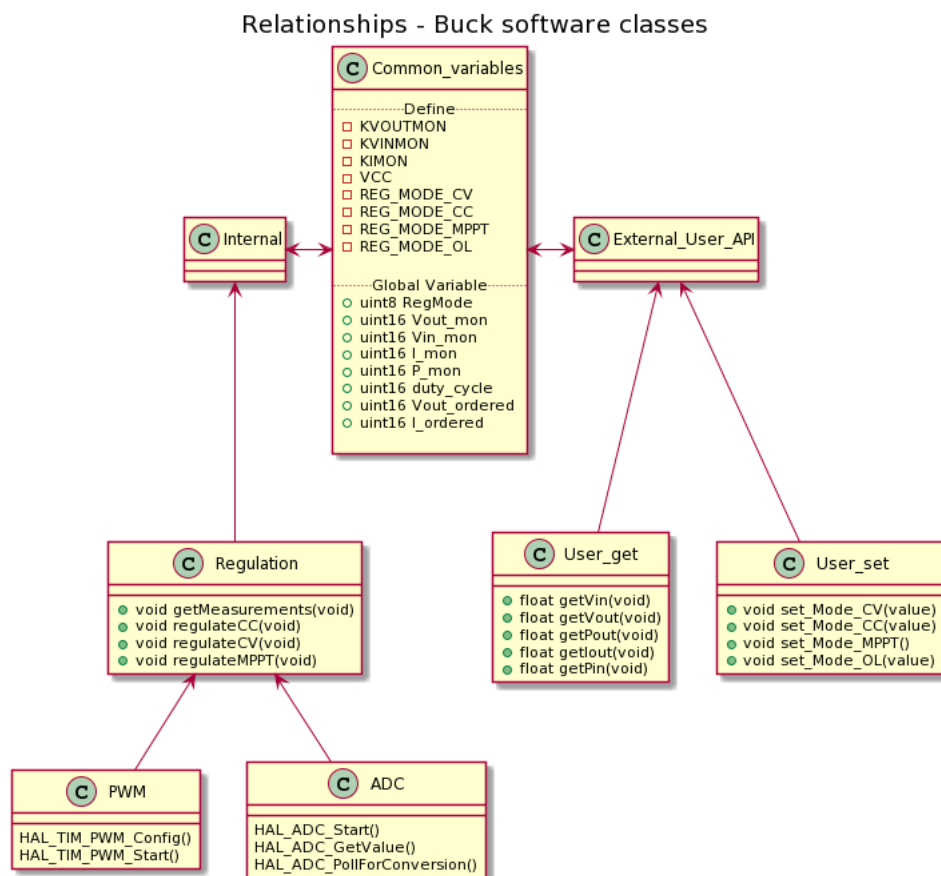 Relationships - Buck software classes
C Common_variables
Define
KVOUTMON
KVINMON
KIMON
VCC
REG_MODE_CV
REG_MODE_CC
REG_MODE_MPPT
REG_MODE_OL
Global Variable
uint8 RegMode
uint16 Vout_mon
uint16 Vin_mon
uint16 I_mon
uint16 P_mon
uint16 duty_cycle
uint16 Vout_ordered
uint16 I_ordered
C Internal
C External_User_API
C Regulation
void getMeasurements(void)
void regulateCC(void)
void regulateCV(void)
void regulateMPPT(void)
C User_get
float getVin(void)
float getVout(void)
float getPout(void)
float getIout(void)
float getPin(void)
C User_set
void set_Mode_CV(value)
void set_Mode_CC(value)
void set_Mode_MPPT()
void set_Mode_OL(value)
C PWM
HAL_TIM_PWM_Config()
HAL_TIM_PWM_Start()
C ADC
HAL_ADC_Start()
HAL_ADC_GetValue()
HAL_ADC_PollForConversion()